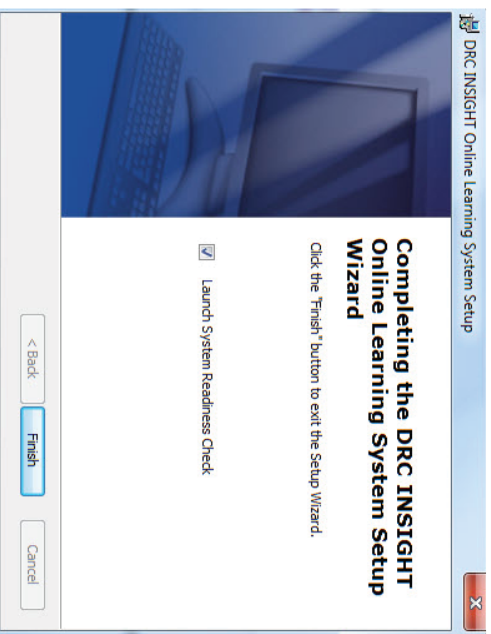 DRC INSIGHT Online Learning System Setup
Completing the DRC INSIGHT
Online Learning System Setup
Wizard
Click the "Finish" button to exit the Setup Wizard.
Launch System Readiness Check
< Back
Finish
Cancel